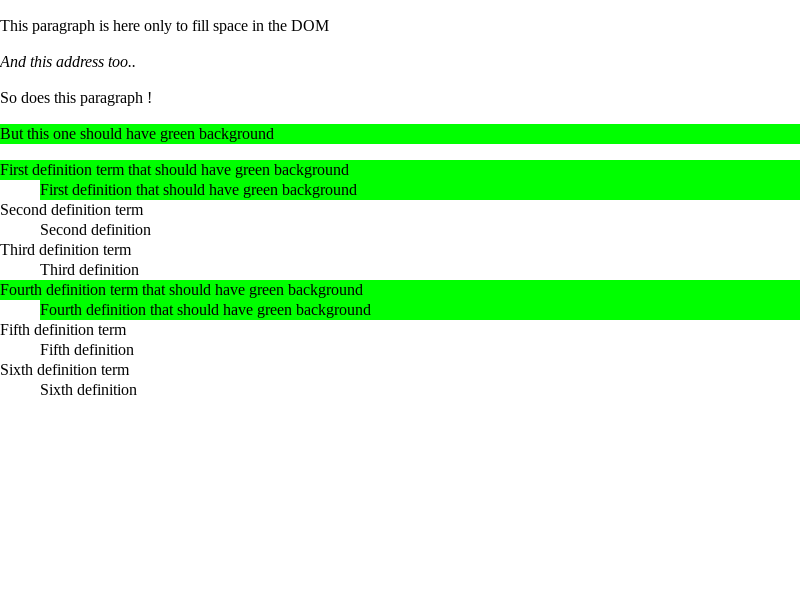 This paragraph is here only to fill space in the DOM
And this address too..
So does this paragraph !
But this one should have green background
First definition term that should have green background
First definition that should have green background
Second definition term
Second definition
Third definition term
Third definition
Fourth definition term that should have green background
Fourth definition that should have green background
Fifth definition term
Fifth definition
Sixth definition term
Sixth definition